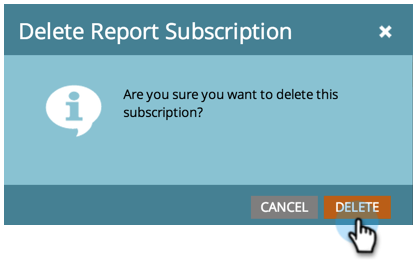 Delete Report Subscription
Are you sure you want to delete this
subscription?
CANCEL DELETE